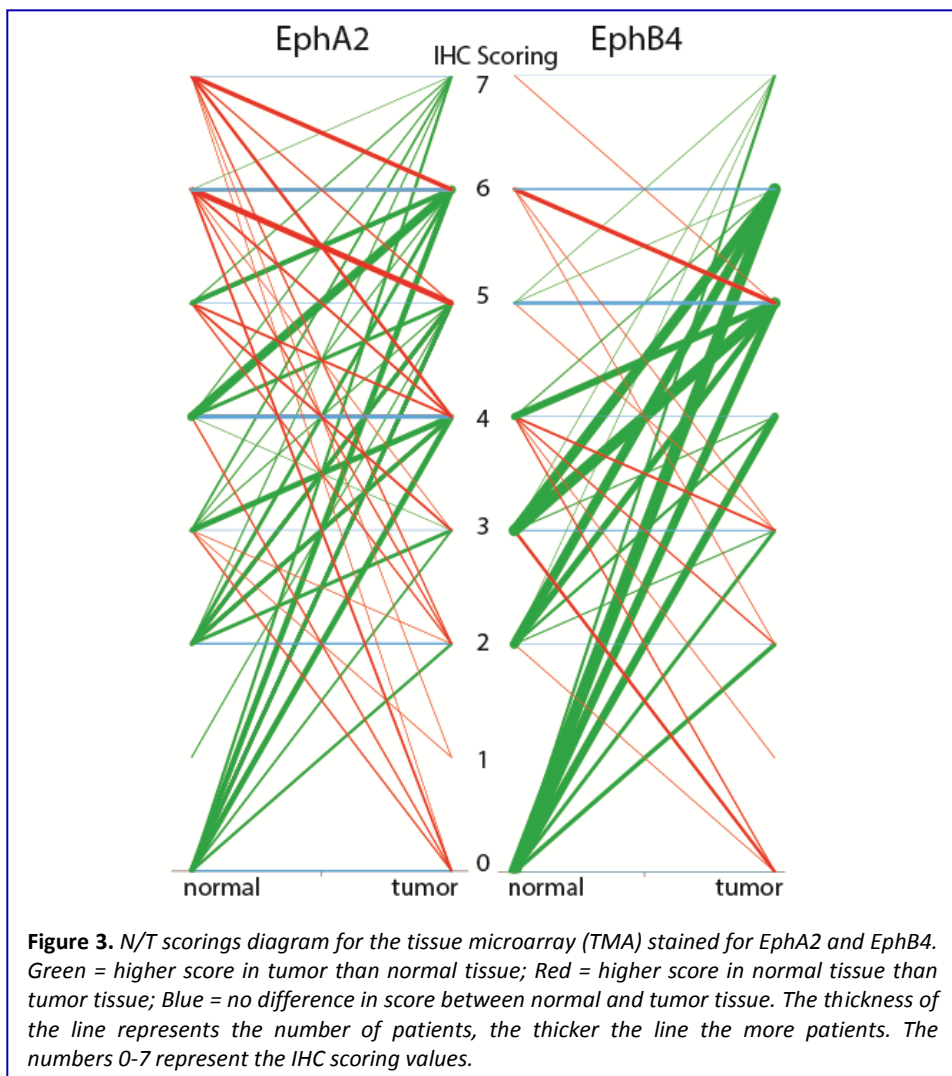 EphA2
IHC Scoring
EphB4
7
6
5
4
3
2
1
0
normal
tumor
normal
tumor
Figure 3. N/T scorings diagram for the tissue microarray (TMA) stained for EphA2 and EphB4.
Green = higher score in tumor than normal tissue; Red = higher score in normal tissue than
tumor tissue; Blue = no difference in score between normal and tumor tissue. The thickness of
the line represents the number of patients, the thicker the line the more patients. The
numbers 0-7 represent the IHC scoring values.